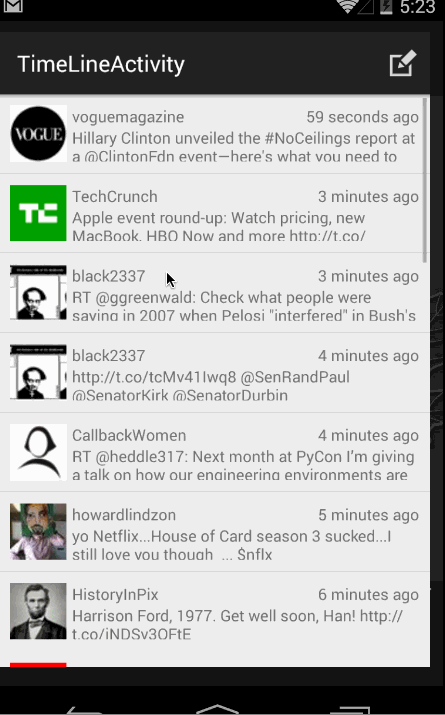 5:23
TimeLineActivity
VOGUE
voguemagazine 59 seconds ago
Hillary Clinton unveiled the #NoCeilings report at
a @ClintonFdn event—here's what you need to
TechCrunch 3 minutes ago
Apple event round-up: Watch pricing, new
MacBook, HBO Now and more http://t.co/
black2337 3 minutes ago
RT @ggreenwald: Check what people were
saying in 2007 when Pelosi "interfered" in Bush's
black2337 4 minutes ago
http://t.co/tcMv41Iwq8 @SenRandPaul
@SenatorKirk @SenatorDurbin
CallbackWomen 4 minutes ago
RT @heddle317: Next month at PyCon I'm giving
a talk on how our engineering environments are
howardlindzon 5 minutes ago
yo Netflix...House of Card season 3 sucked...I
still love you though ... $nflx
HistoryInPix 6 minutes ago
Harrison Ford, 1977. Get well soon, Han! http://
t.co/jNDSv3OFtE